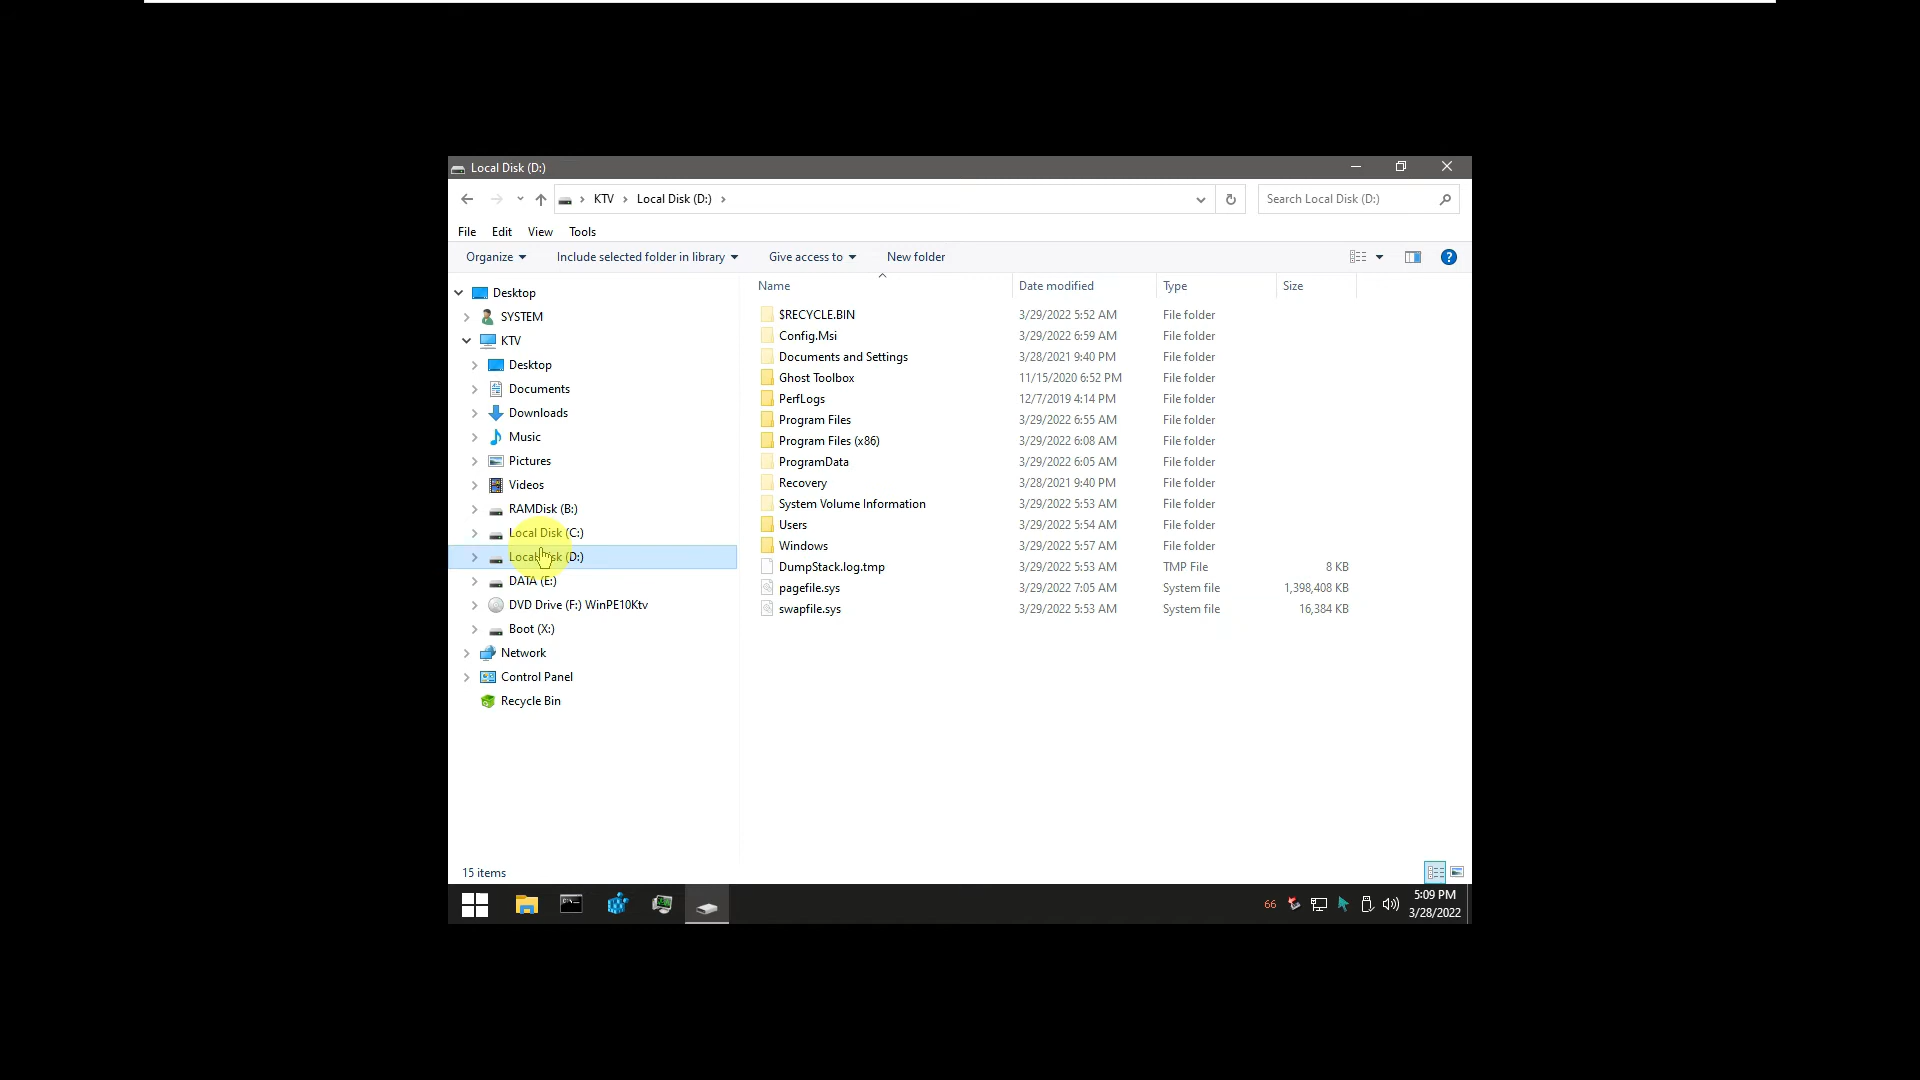 Local Disk (D:)
KTV
Local Disk (D:)
Search Local Disk (D:)
File Edit View Tools
Organize Include selected folder in library Give access to New folder
Desktop
SYSTEM
KTV
Desktop
Documents
Downloads
Music
Pictures
Videos
RAMDisk (B:)
Local Disk (C:)
Local Disk (D:)
DATA (E:)
DVD Drive (F:) WinPE10Ktv
Boot (X:)
Network
Control Panel
Recycle Bin
Name Date modified Type Size
$RECYCLE.BIN 3/29/2022 5:52 AM File folder
Config.Msi 3/29/2022 6:59 AM File folder
Documents and Settings 3/28/2021 9:40 PM File folder
Ghost Toolbox 11/15/2020 6:52 PM File folder
PerfLogs 12/7/2019 4:14 PM File folder
Program Files 3/29/2022 6:55 AM File folder
Program Files (x86) 3/29/2022 6:08 AM File folder
ProgramData 3/29/2022 6:05 AM File folder
Recovery 3/28/2021 9:40 PM File folder
System Volume Information 3/29/2022 5:53 AM File folder
Users 3/29/2022 5:54 AM File folder
Windows 3/29/2022 5:57 AM File folder
DumpStack.log.tmp 3/29/2022 5:53 AM TMP File 8 KB
pagefile.sys 3/29/2022 7:05 AM System file 1,398,408 KB
swapfile.sys 3/29/2022 5:53 AM System file 16,384 KB
15 items
66
5:09 PM
3/28/2022